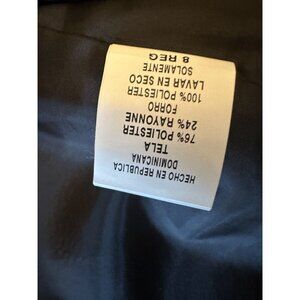 HECHO EN REPUBLICA
DOMINICANA
TELA
76% POLIESTER
24% RAYONNE
FORRO
100% POLIESTER
LAVAR EN SECO
SOLAMENTE
8 REG